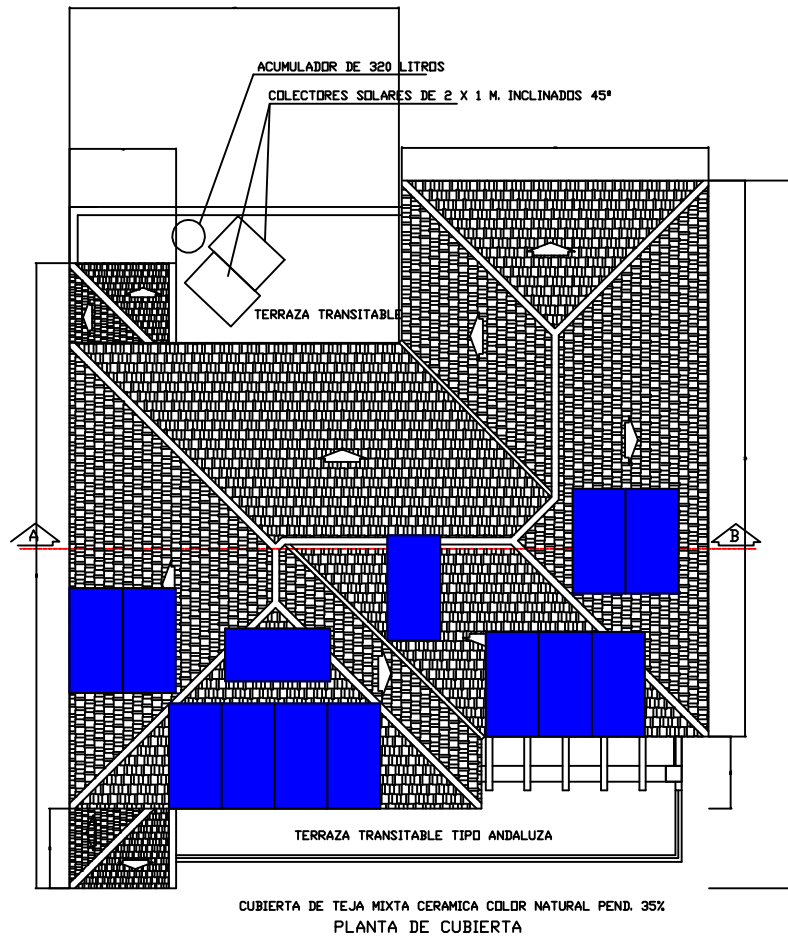 ACUMULADOR DE 320 LITROS
COLECTORES SOLARES DE 2 X 1 M. INCLINADOS 45º
TERRAZA TRANSITABLE
A
B
TERRAZA TRANSITABLE TIPO ANDALUZA
CUBIERTA DE TEJA MIXTA CERAMICA COLOR NATURAL PEND. 35%
PLANTA DE CUBIERTA